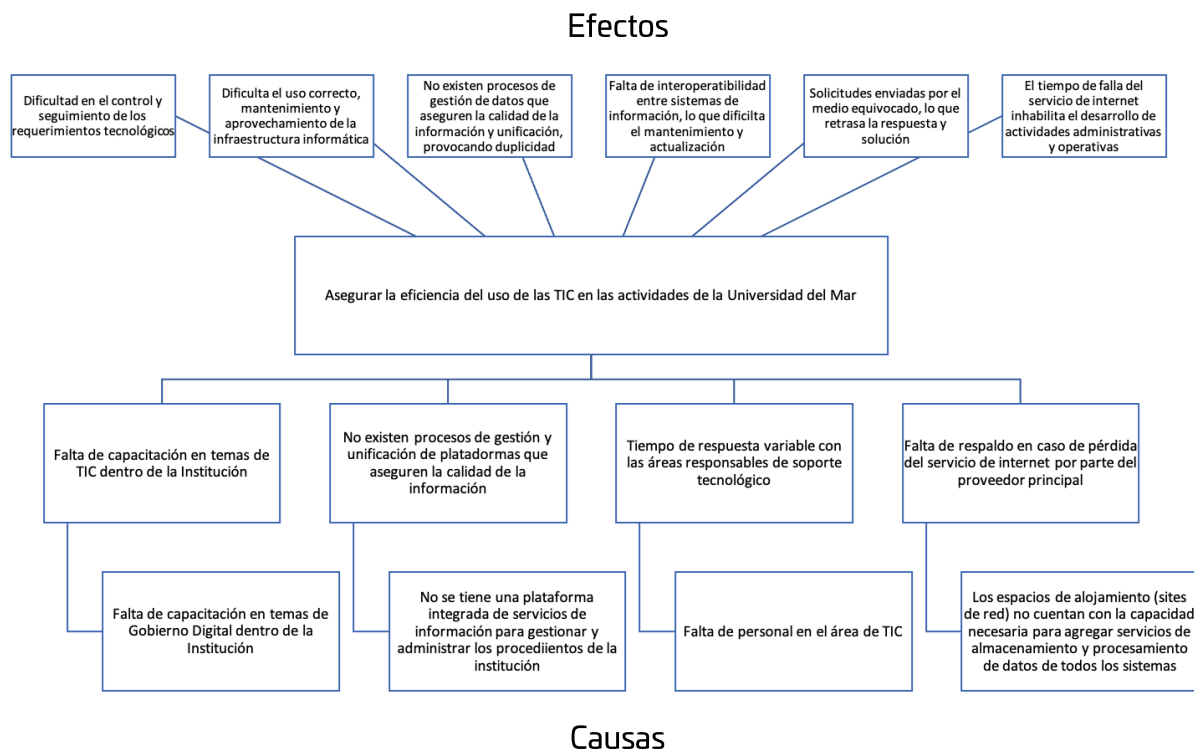 Efectos
Dificultad en el control y
seguimiento de los
requerimientos tecnológicos
Dificulta el uso correcto,
mantenimiento y
aprovechamiento de la
infraestructura informática
No existen procesos de
gestión de datos que
aseguren la calidad de la
información y unificación,
provocando duplicidad
Falta de interoperatibilidad
entre sistemas de
información, lo que dificilta
el mantenimiento y
actualización
Solicitudes enviadas por el
medio equivocado, lo que
retrasa la respuesta y
solución
El tiempo de falla del
servicio de internet
inhabilita el desarrollo de
actividades administrativas
y operativas
Asegurar la eficiencia del uso de las TIC en las actividades de la Universidad del Mar
Falta de capacitación en temas de
TIC dentro de la Institución
No existen procesos de gestión y
unificación de platadormas que
aseguren la calidad de la
información
Tiempo de respuesta variable con
las áreas responsables de soporte
tecnológico
Falta de respaldo en caso de pérdida
del servicio de internet por parte del
proveedor principal
Falta de capacitación en temas de
Gobierno Digital dentro de la
Institución
No se tiene una plataforma
integrada de servicios de
información para gestionar y
administrar los procediientos de la
institución
Falta de personal en el área de TIC
Los espacios de alojamiento (sites
de red) no cuentan con la capacidad
necesaria para agregar servicios de
almacenamiento y procesamiento
de datos de todos los sistemas
Causas